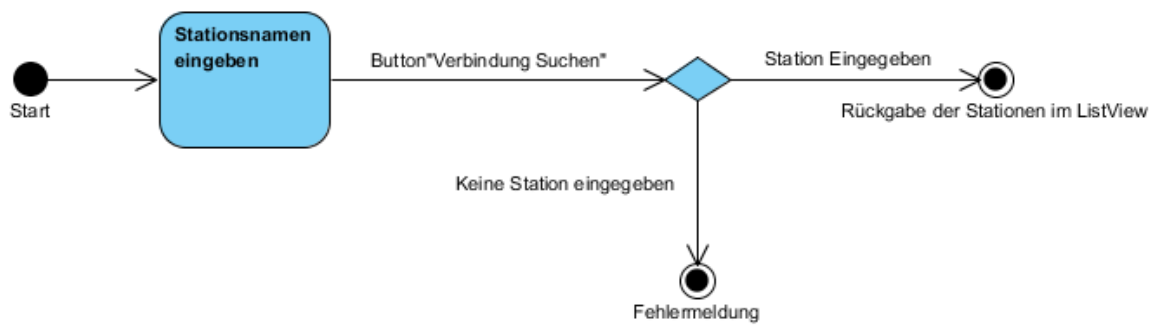 Stationsnamen
eingeben
Button"Verbindung Suchen"
Station Eingegeben
Start
Rückgabe der Stationen im ListView
Keine Station eingegeben
Fehlermeldung